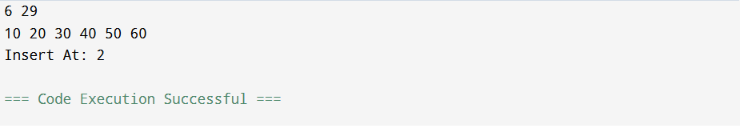 6 29
10 20 30 40 50 60
Insert At: 2
=== Code Execution Successful ===